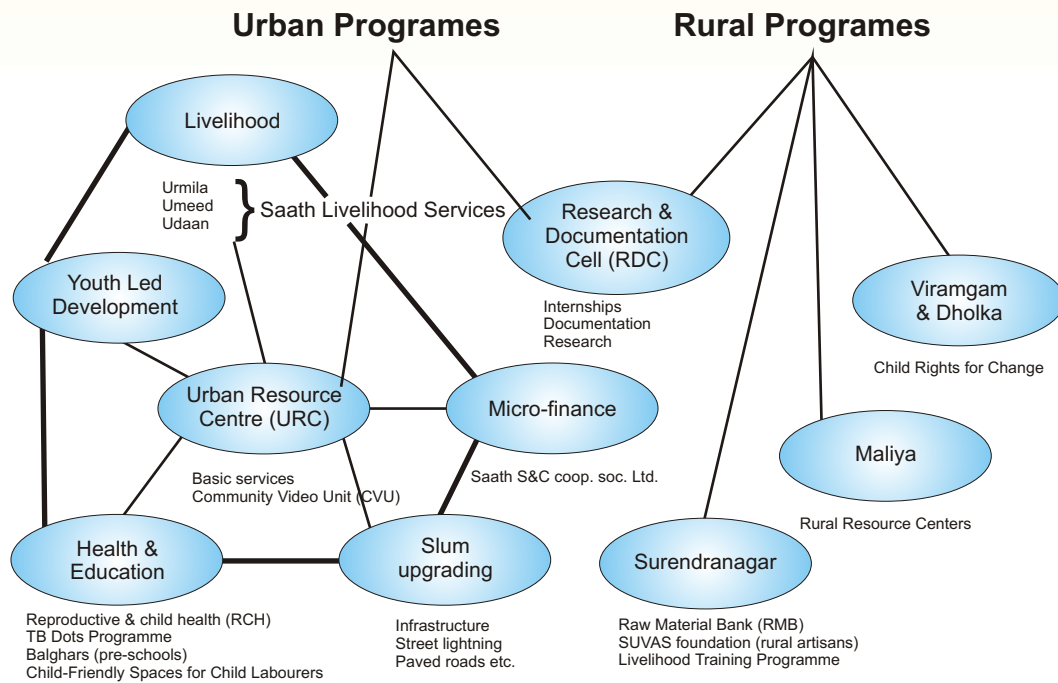 Urban Programes
Rural Programes
Livelihood
Urmila
Umeed
Udaan
Saath Livelihood Services
Research &
Documentation
Cell (RDC)
Internships
Documentation
Research
Youth Led
Development
Viramgam
& Dholka
Child Rights for Change
Urban Resource
Centre (URC)
Basic services
Community Video Unit (CVU)
Micro-finance
Saath S&C coop. soc. Ltd.
Maliya
Rural Resource Centers
Health &
Education
Reproductive & child health (RCH)
TB Dots Programme
Balghars (pre-schools)
Child-Friendly Spaces for Child Labourers
Slum
upgrading
Infrastructure
Street lightning
Paved roads etc.
Surendranagar
Raw Material Bank (RMB)
SUVAS foundation (rural artisans)
Livelihood Training Programme